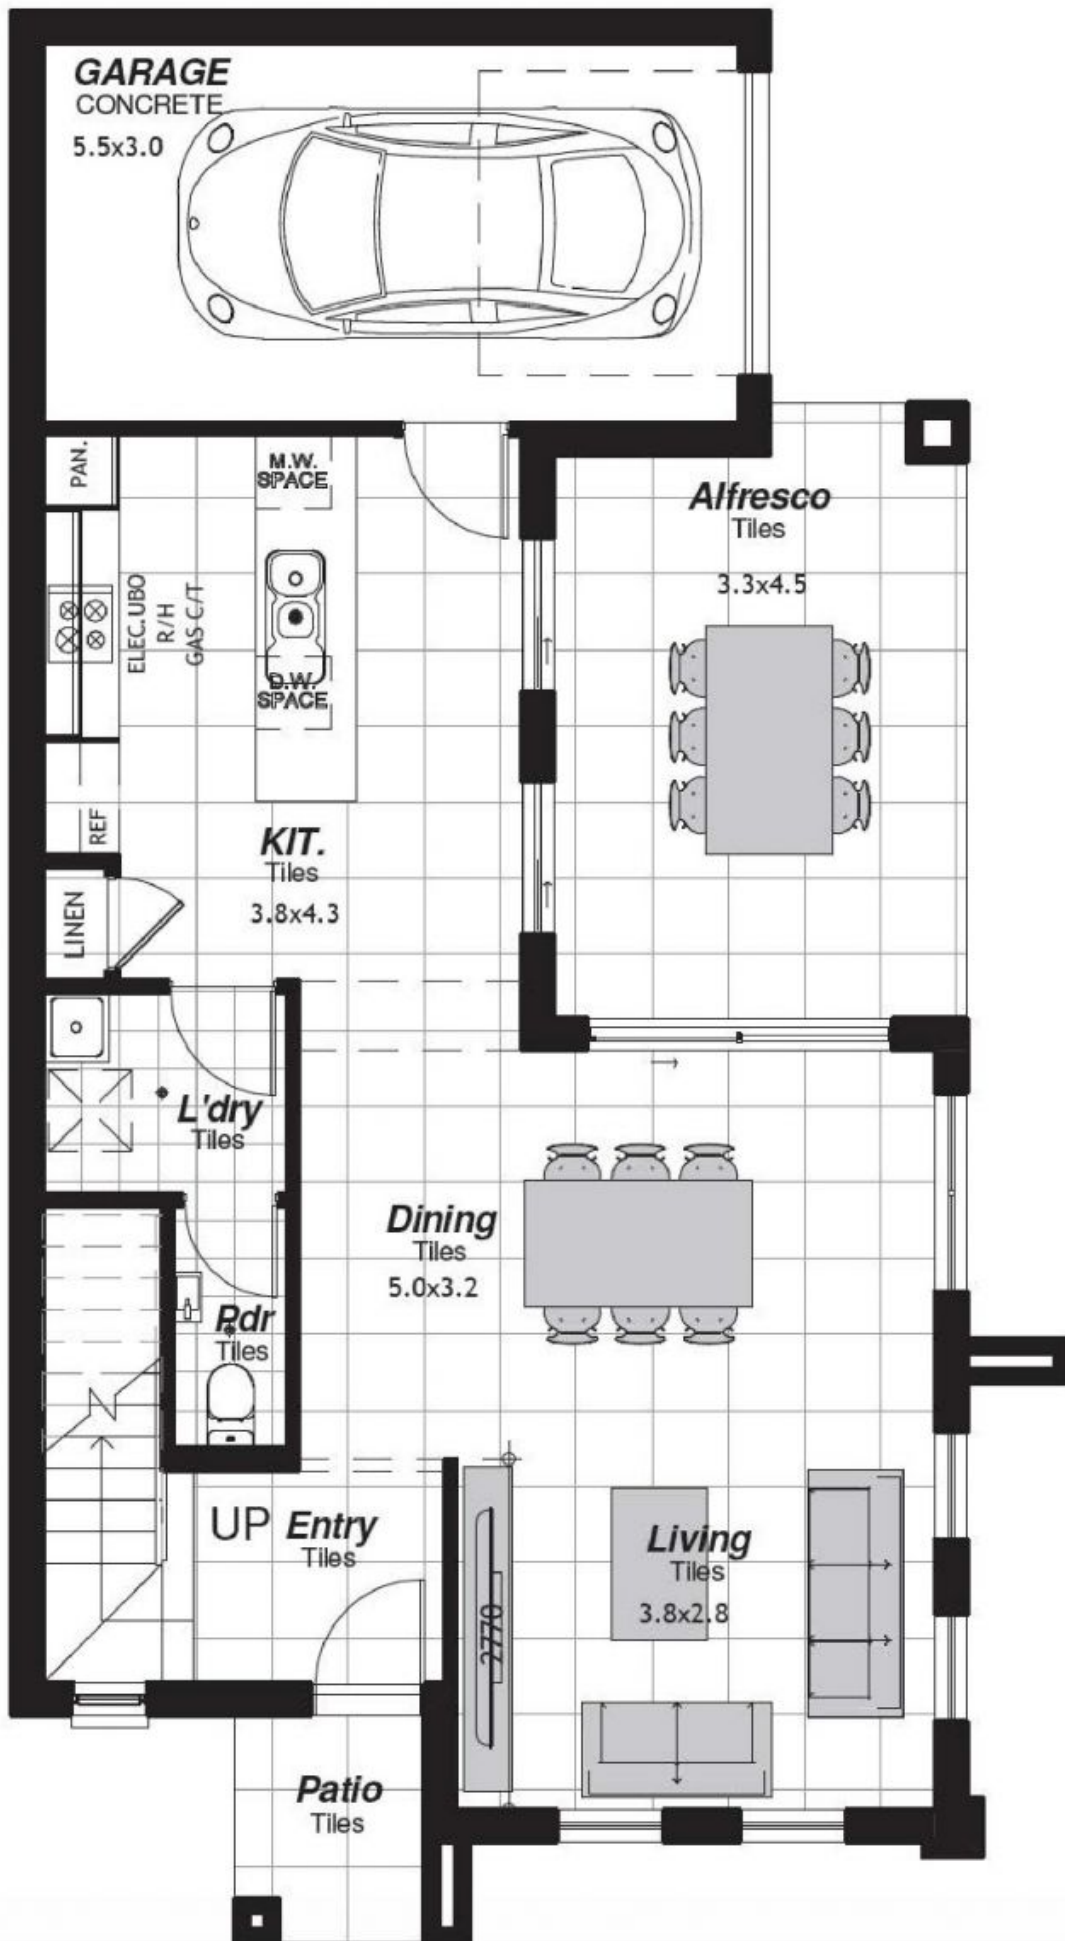 GARAGE
CONCRETE
5.5x3.0
PAN.
M.W.
SPACE
Alfresco
Tiles
3.3x4.5
ELEC.UBO
R/H
GAS C/T
D.W.
SPACE
REF
KIT.
Tiles
3.8x4.3
LINEN
L'dry
Tiles
Dining
Tiles
5.0x3.2
Pdr
Tiles
UP
Entry
Tiles
Living
Tiles
3.8x2.8
2770
Patio
Tiles